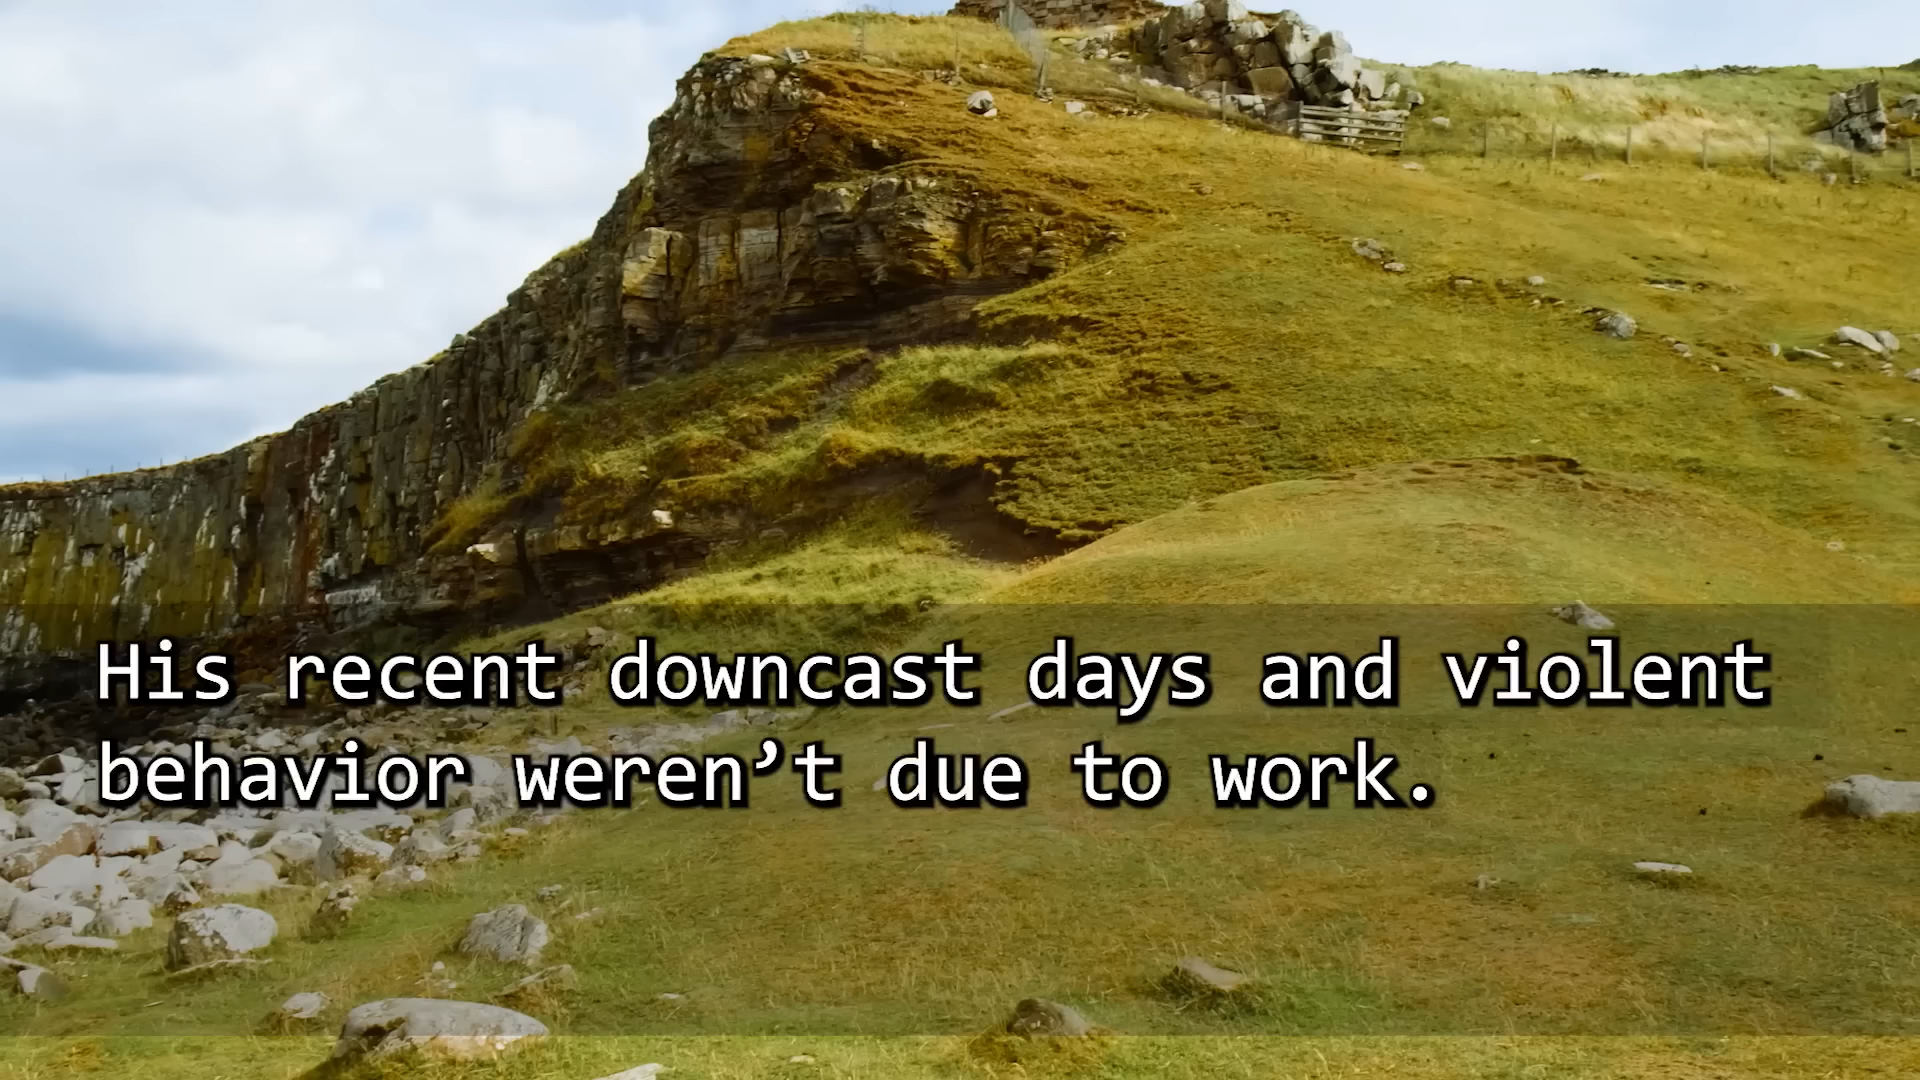 His recent downcast days and violent
behavior weren’t due to work.